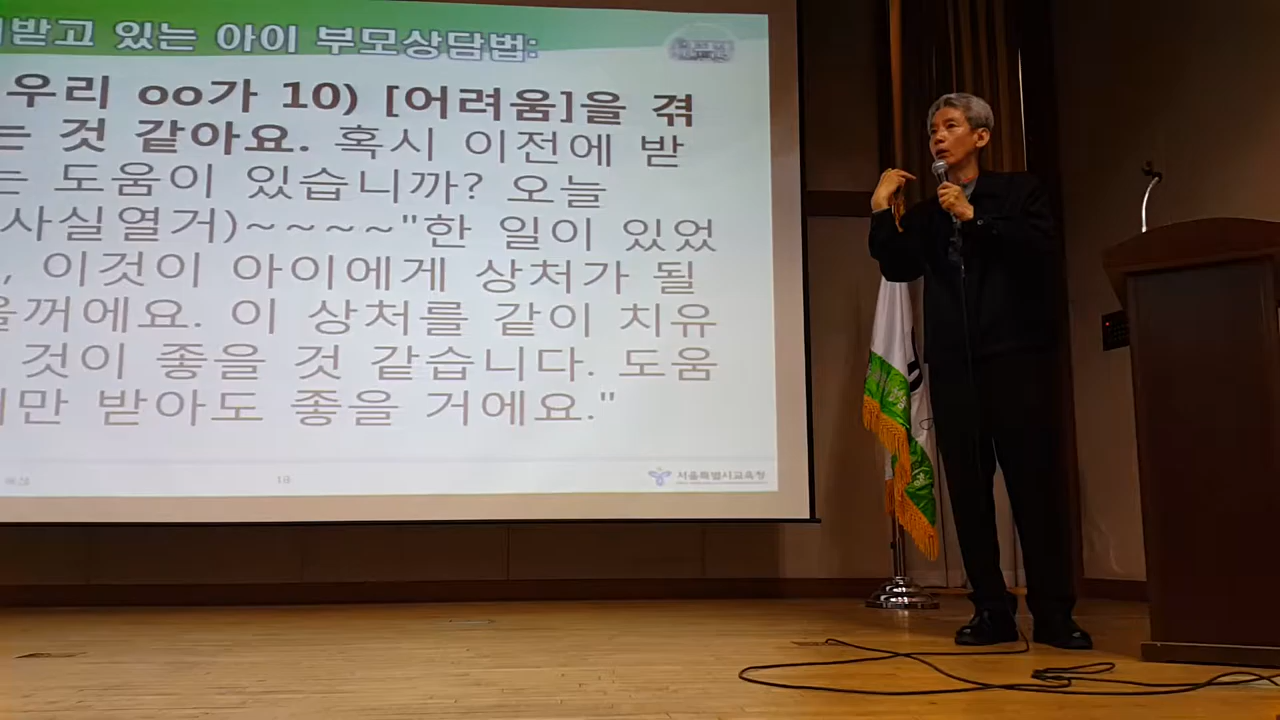 받고 있는 아이 부모상담법:
우리 oo가 10) [어려움]을 겪
는 것 같아요. 혹시 이전에 받
는 도움이 있습니까? 오늘
사실열거)~~~~"한 일이 있었
, 이것이 아이에게 상처가 될
을꺼에요. 이 상처를 같이 치유
것이 좋을 것 같습니다. 도움
만 받아도 좋을 거에요."
18
서울특별시교육청